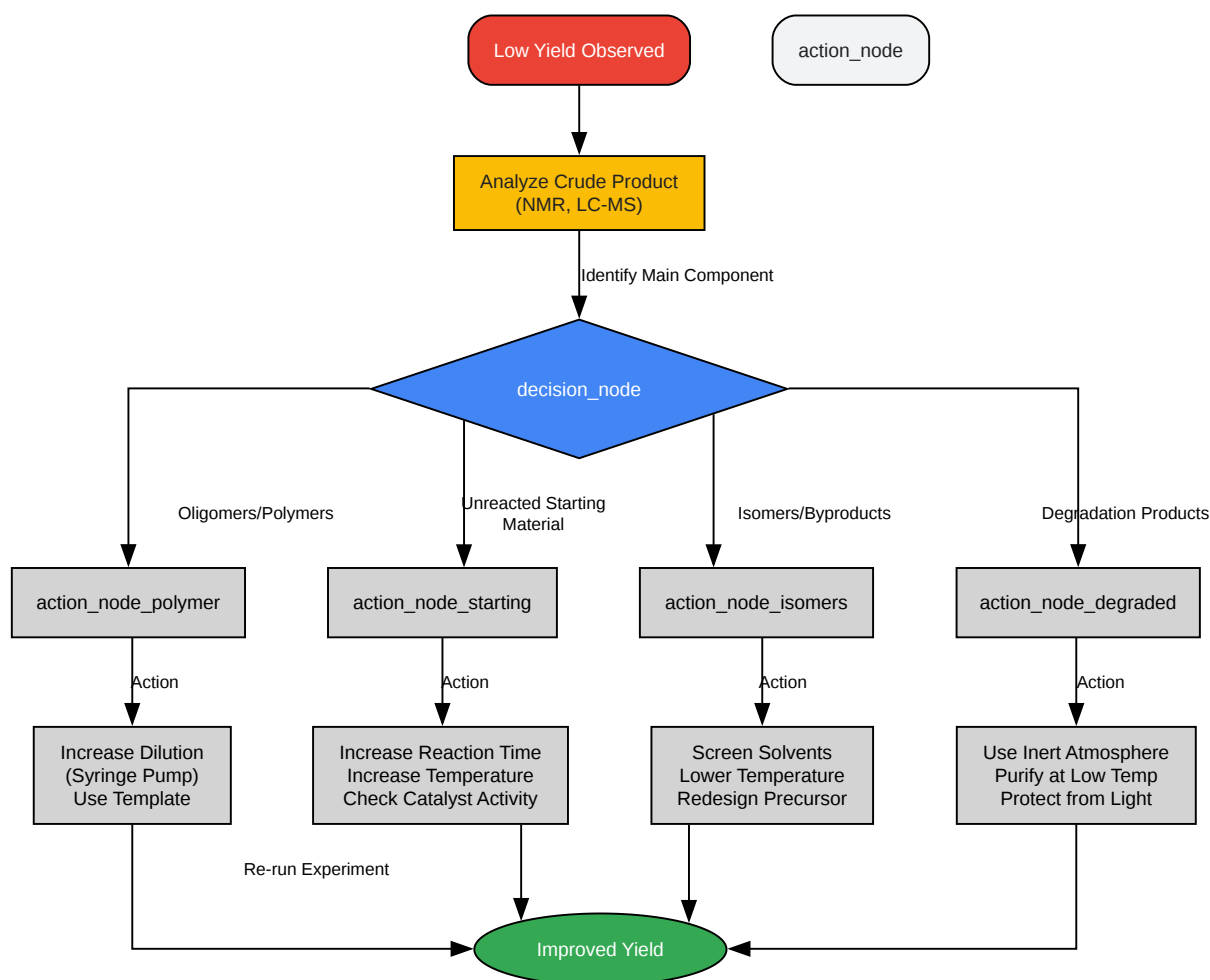 Low Yield Observed
action_node
Analyze Crude Product
(NMR, LC-MS)
Identify Main Component
decision_node
Oligomers/Polymers
Unreacted Starting
Material
Isomers/Byproducts
Degradation Products
action_node_polymer
action_node_starting
action_node_isomers
action_node_degraded
Action
Action
Action
Action
Increase Dilution
(Syringe Pump)
Use Template
Increase Reaction Time
Increase Temperature
Check Catalyst Activity
Screen Solvents
Lower Temperature
Redesign Precursor
Use Inert Atmosphere
Purify at Low Temp
Protect from Light
Re-run Experiment
Improved Yield